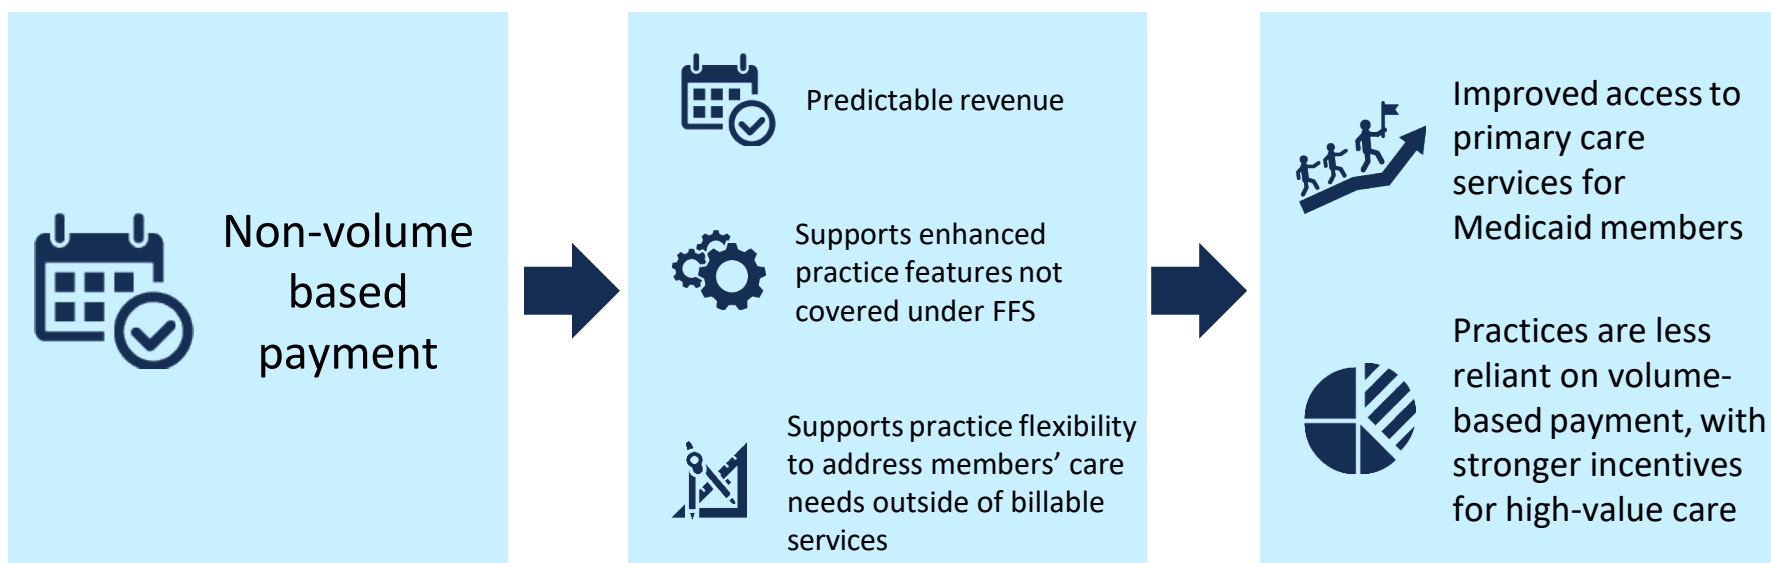 Non-volume
based
payment
Predictable revenue
Supports enhanced
practice features not
covered under FFS
Supports practice flexibility
to address members’ care
needs outside of billable
services
Improved access to
primary care
services for
Medicaid members
Practices are less
reliant on volume-
based payment, with
stronger incentives
for high-value care